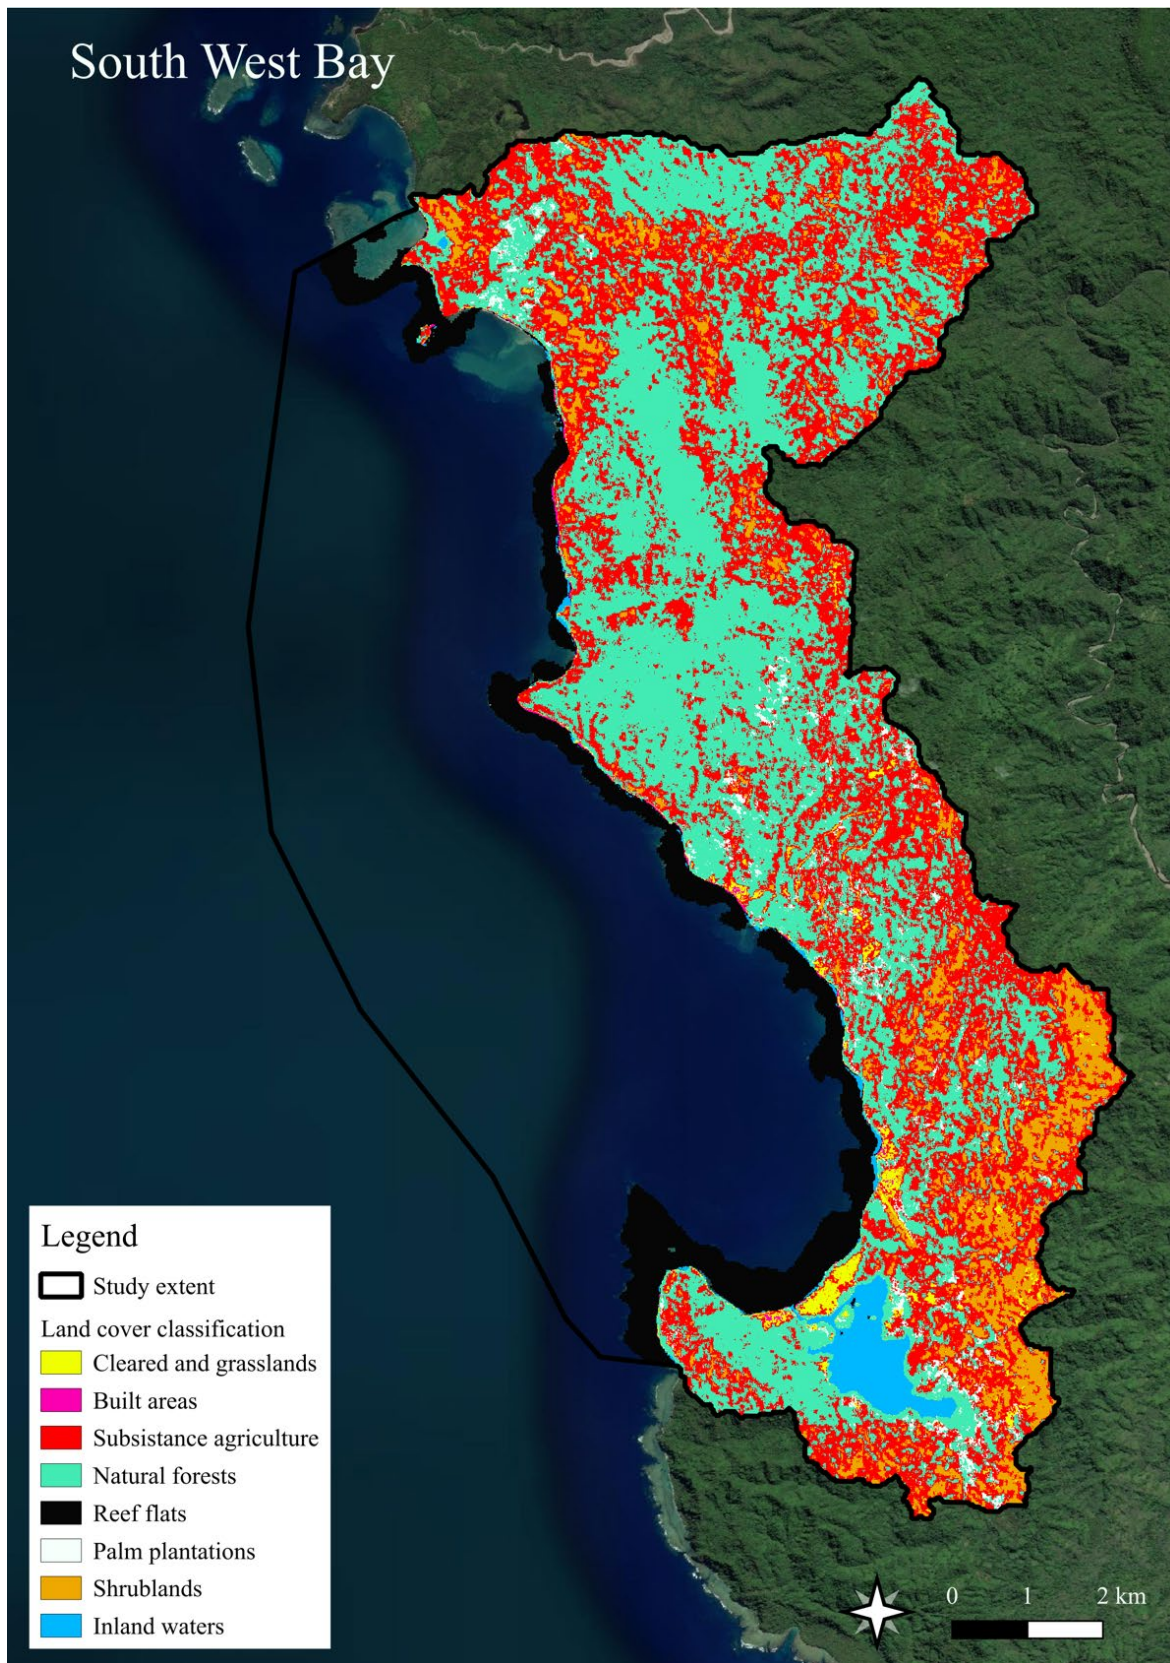 South West Bay
Legend
Study extent
Land cover classification
Cleared and grasslands
Built areas
Subsistance agriculture
Natural forests
Reef flats
Palm plantations
Shrublands
Inland waters
0 1 2 km